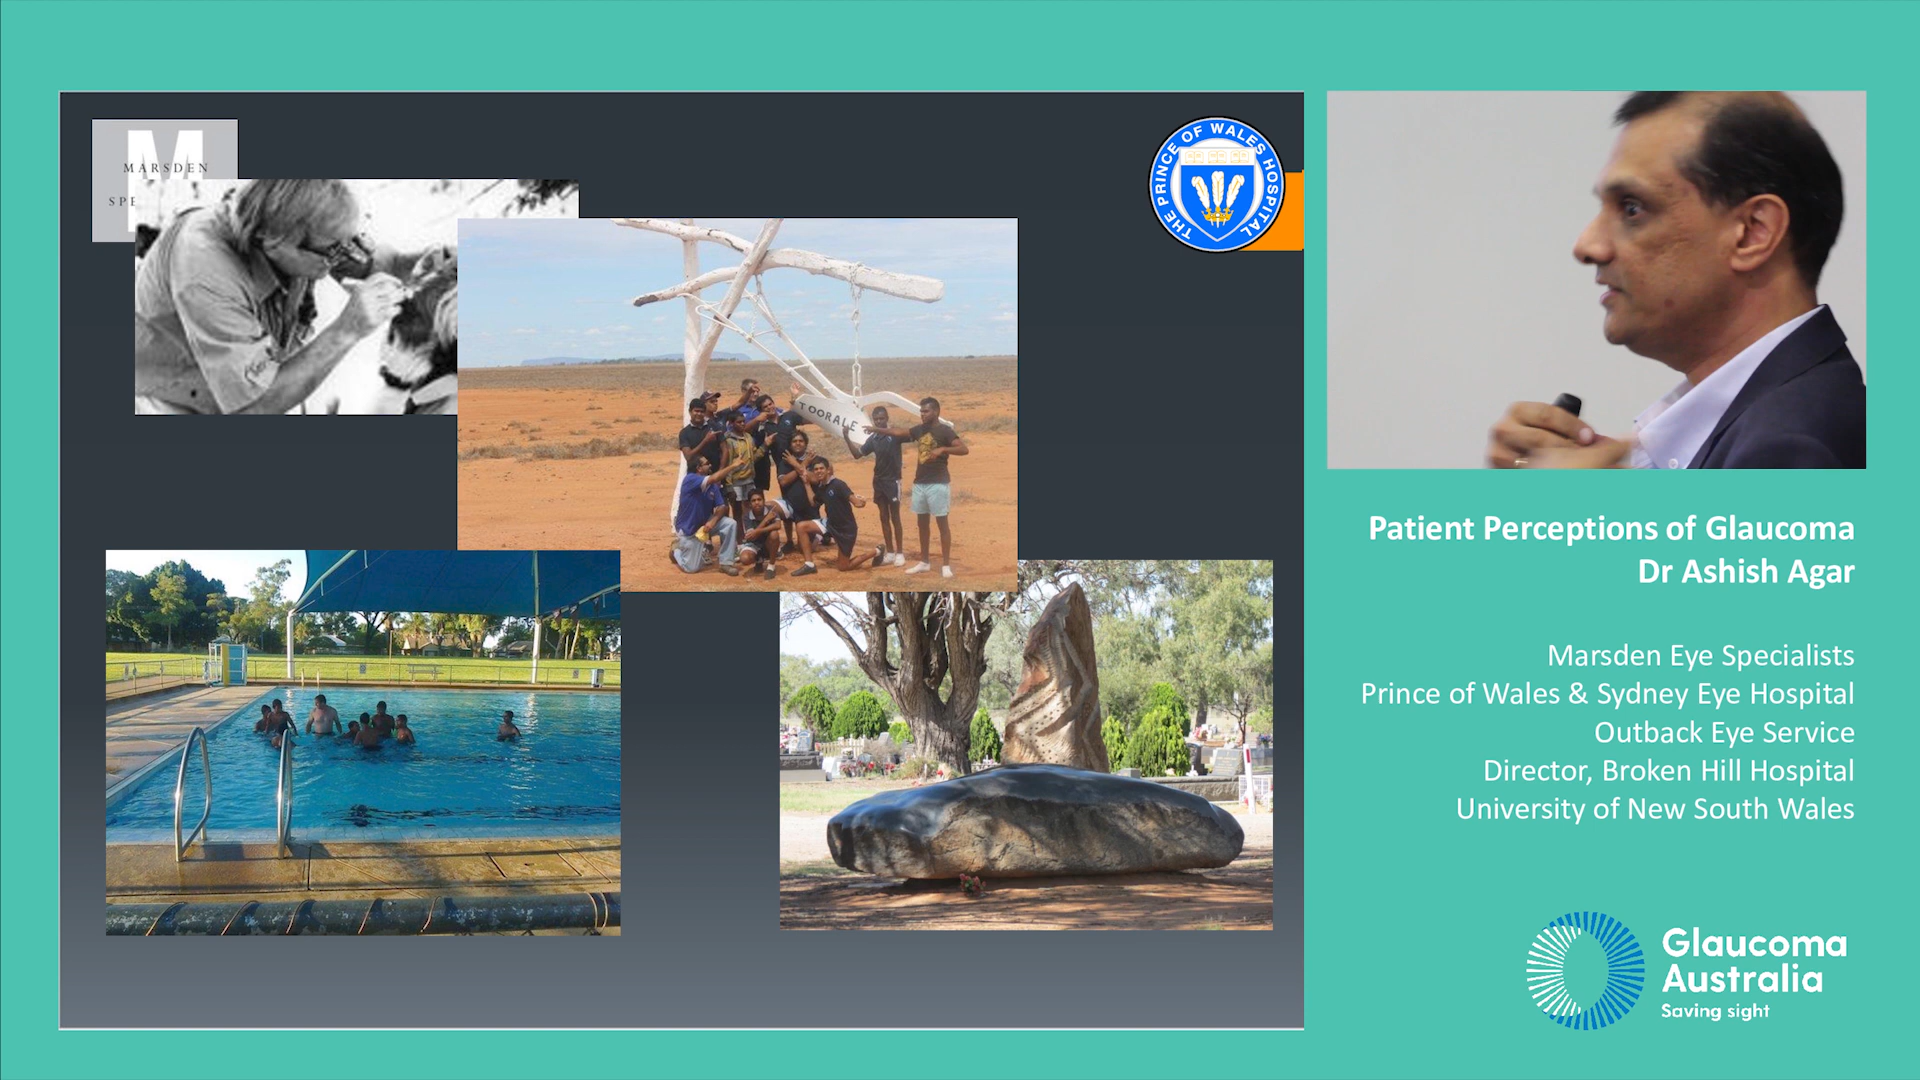 MARSDEN
SPE
THE PRINCE OF WALES HOSPITAL
TOORALE
Patient Perceptions of Glaucoma
Dr Ashish Agar
Marsden Eye Specialists
Prince of Wales & Sydney Eye Hospital
Outback Eye Service
Director, Broken Hill Hospital
University of New South Wales
Glaucoma
Australia
Saving sight